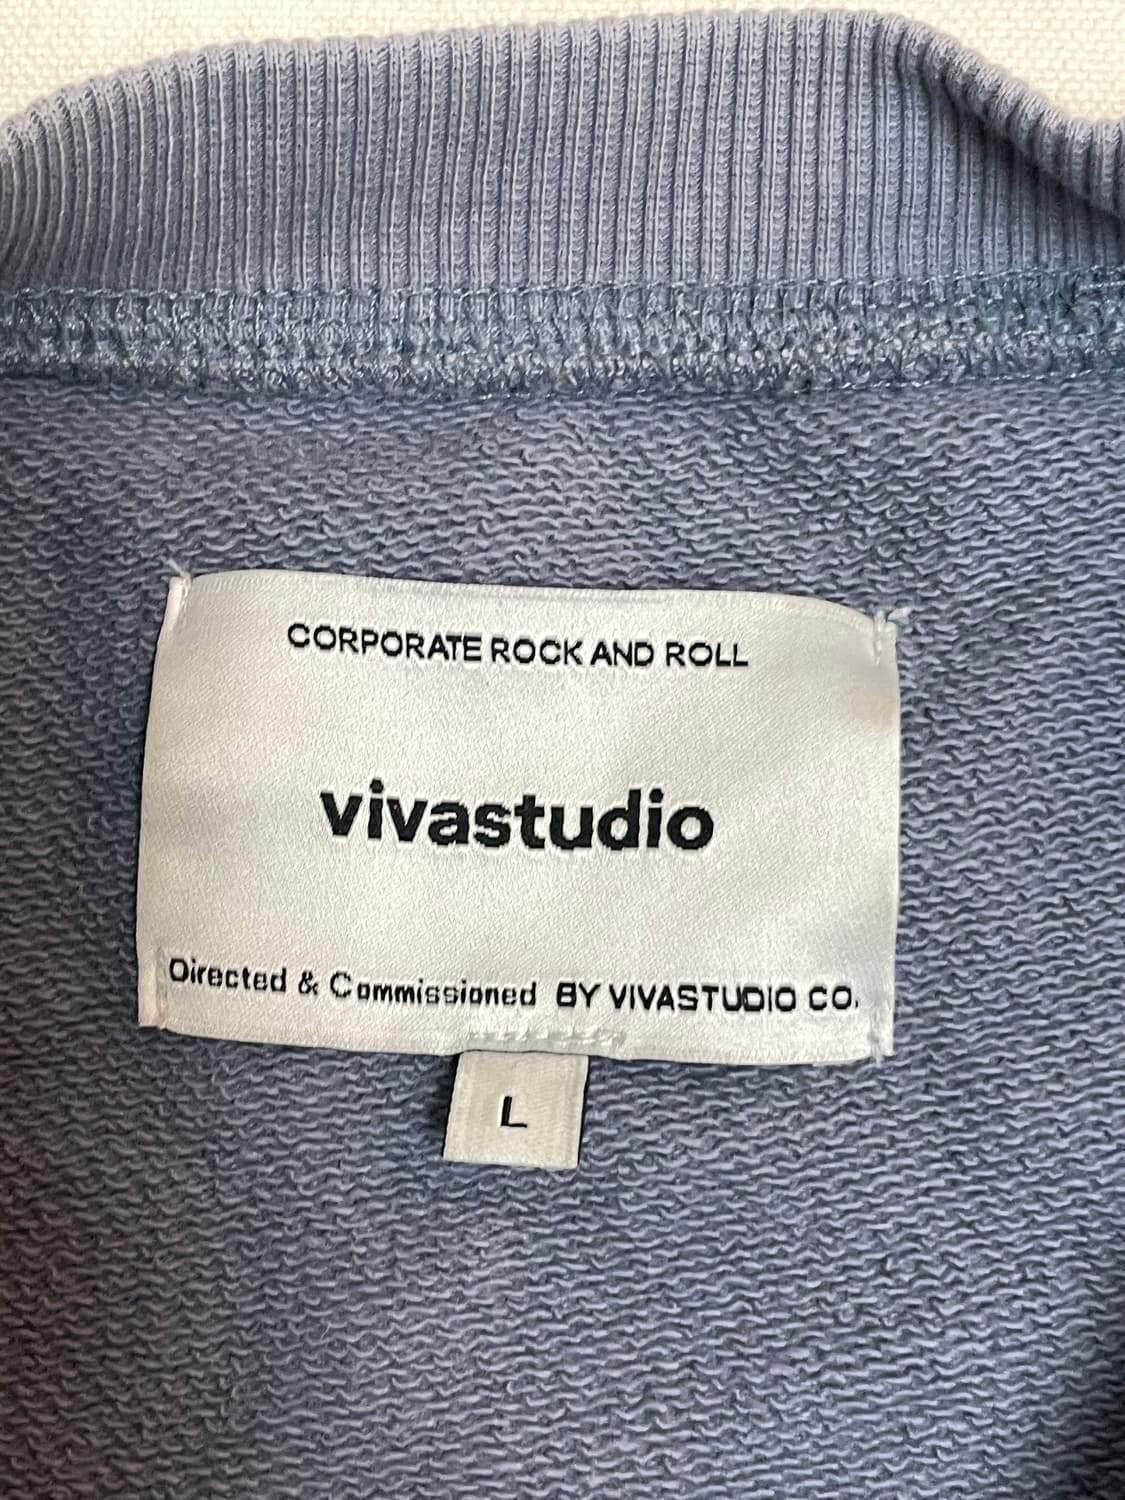 CORPORATE ROCK AND ROLL
vivastudio
Directed & Commissioned BY VIVASTUDIO CO.
L